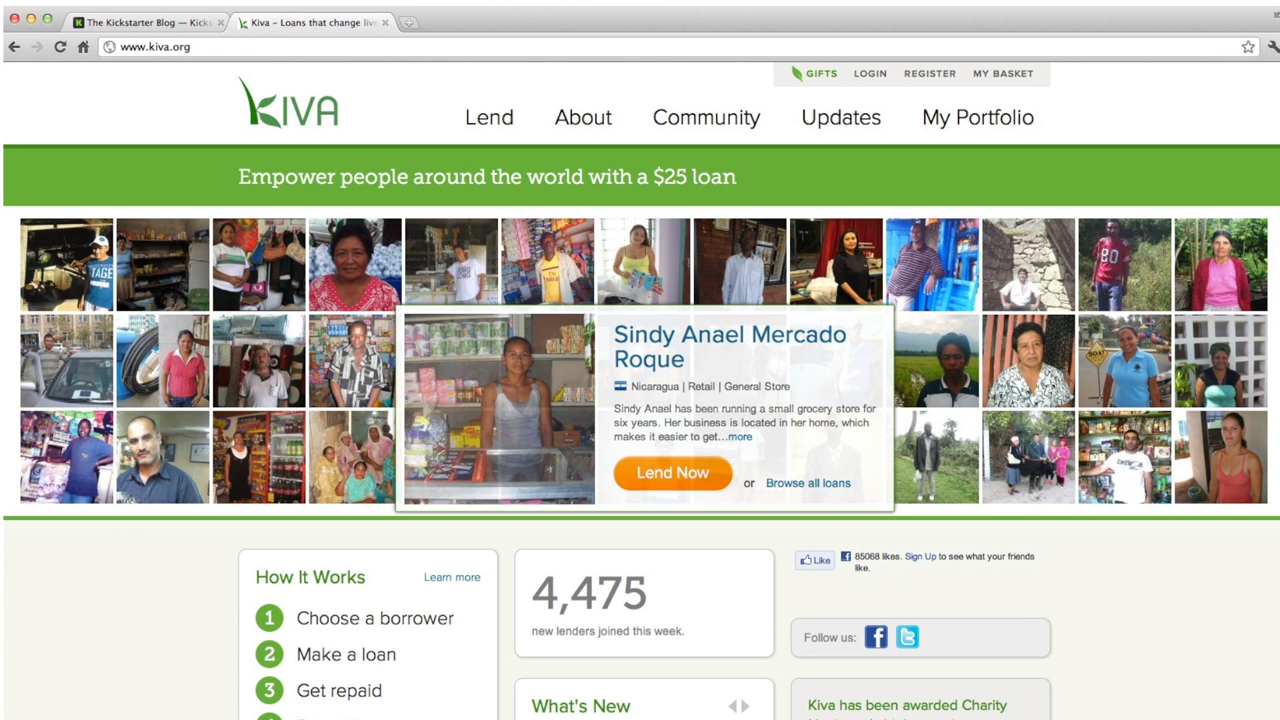 The Kickstarter Blog — Kicks
Kiva – Loans that change live
www.kiva.org
GIFTS LOGIN REGISTER MY BASKET
KIVA
Lend About Community Updates My Portfolio
Empower people around the world with a $25 loan
Sindy Anael Mercado
Roque
Nicaragua | Retail | General Store
Sindy Anael has been running a small grocery store for
six years. Her business is located in her home, which
makes it easier to get...more
Lend Now or Browse all loans
How It Works Learn more
1 Choose a borrower
2 Make a loan
3 Get repaid
4,475
new lenders joined this week.
What's New
Like 85068 likes. Sign Up to see what your friends
like.
Follow us:
Kiva has been awarded Charity